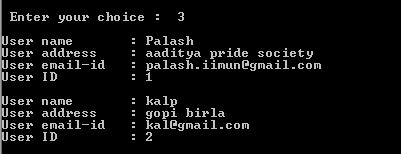 Enter your choice :  3
User name       : Palash
User address    : aaditya pride society
User email-id   : palash.iimun@gmail.com
User ID         : 1
User name       : kalp
User address    : gopi birla
User email-id   : kal@gmail.com
User ID         : 2